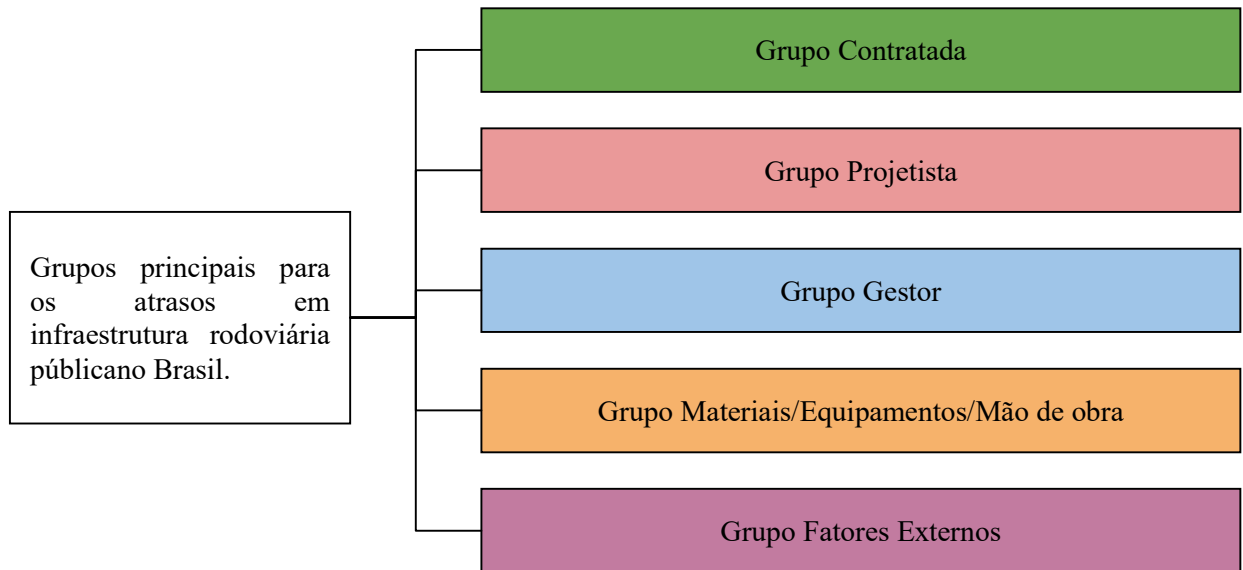 Grupo Contratada
Grupo Projetista
Grupos principais para
os atrasos em
infraestrutura rodoviária
públicano Brasil.
Grupo Gestor
Grupo Materiais/Equipamentos/Mão de obra
Grupo Fatores Externos